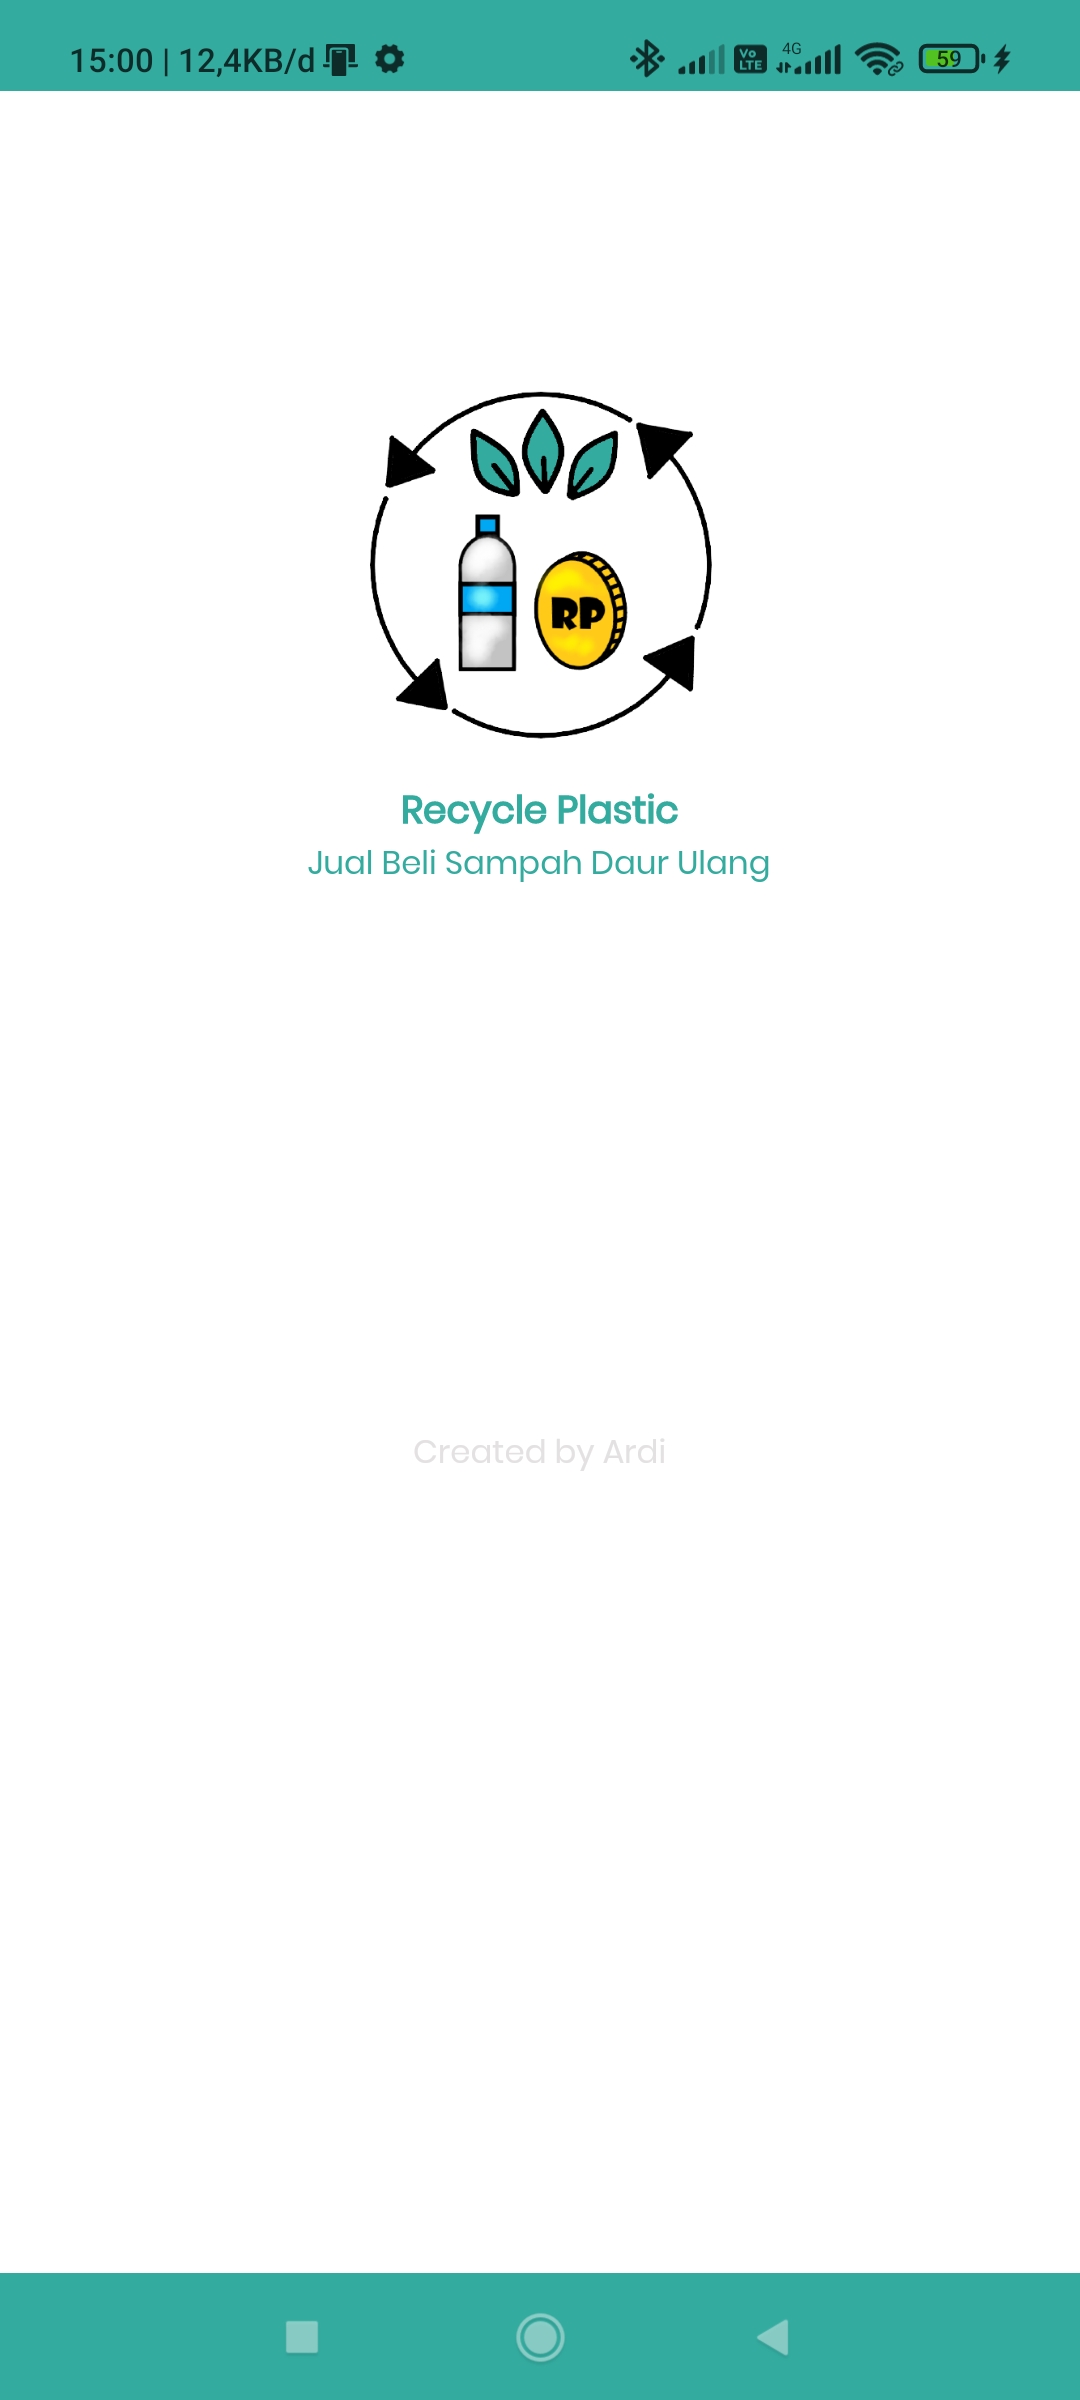 15:00 | 12,4KB/d
Vo
LTE
4G
59
RP
Recycle Plastic
Jual Beli Sampah Daur Ulang
Created by Ardi